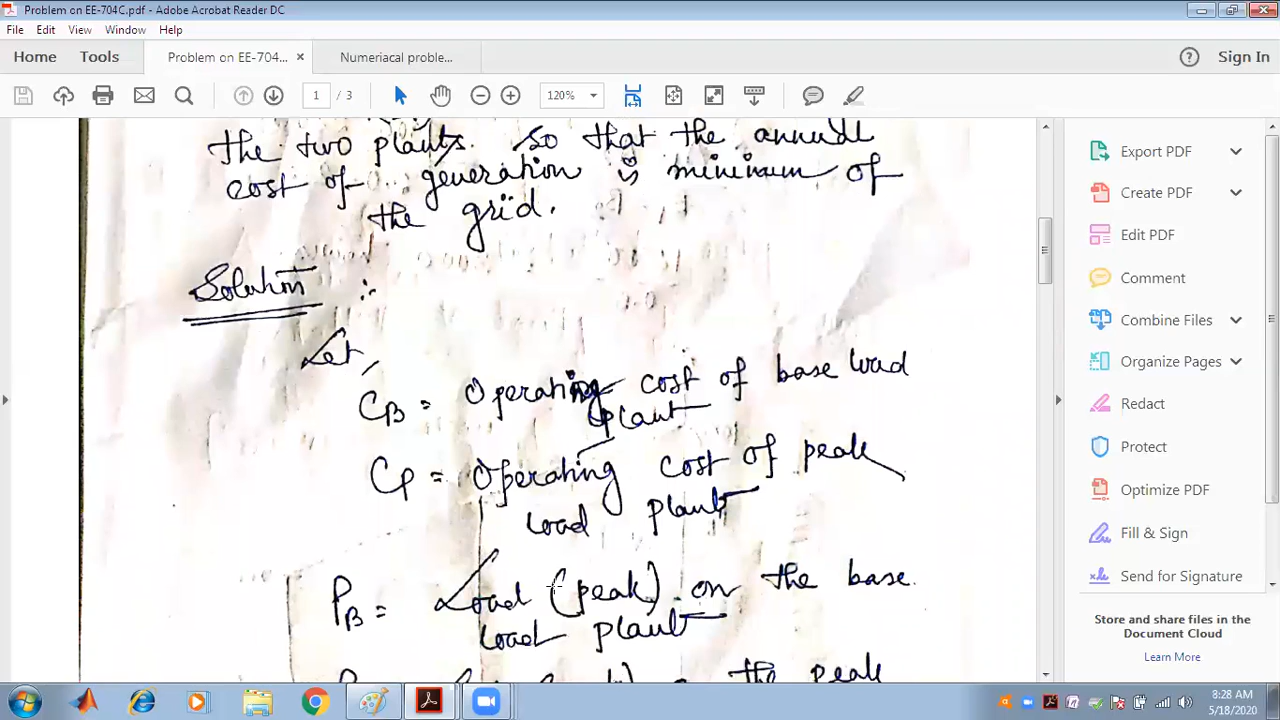 Problem on EE-704C.pdf - Adobe Acrobat Reader DC
File Edit View Window Help
Home Tools Problem on EE-704... × Numeriacal proble... ? Sign In
1 / 3 120%
the two plants. so that the annual
cost of generation is minimum of
the grid.
Solution :
Let,
CB = Operating cost of base load
plant
CP = Operating cost of peak
load plant
PB = Load (peak) on the base
load plant
on the peak
Export PDF
Create PDF
Edit PDF
Comment
Combine Files
Organize Pages
Redact
Protect
Optimize PDF
Fill & Sign
Send for Signature
Store and share files in the
Document Cloud
Learn More
8:28 AM
5/18/2020